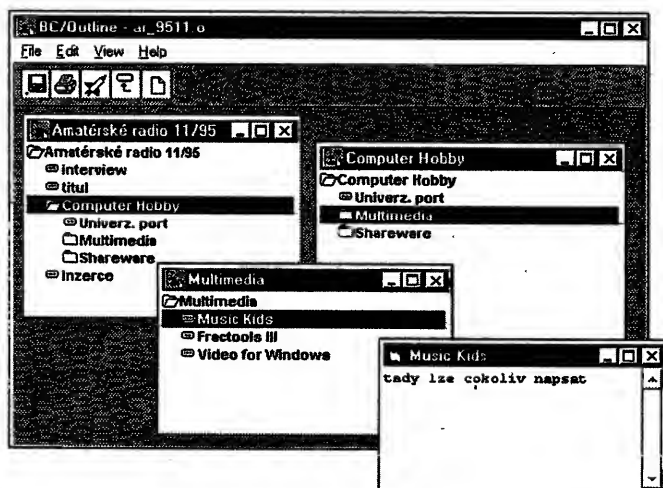 BC/Outline - ar_9511.o
File Edit View Help
Amatérské radio 11/95
Amatérské radio 11/95
Interview
titul
Computer Hobby
Univerz. port
Multimedia
Shareware
Inzerce
Computer Hobby
Computer Hobby
Univerz. port
Multimedia
Shareware
Multimedia
Multimedia
Music Kids
Fractools III
Video for Windows
Music Kids
tady lze cokoliv napsat